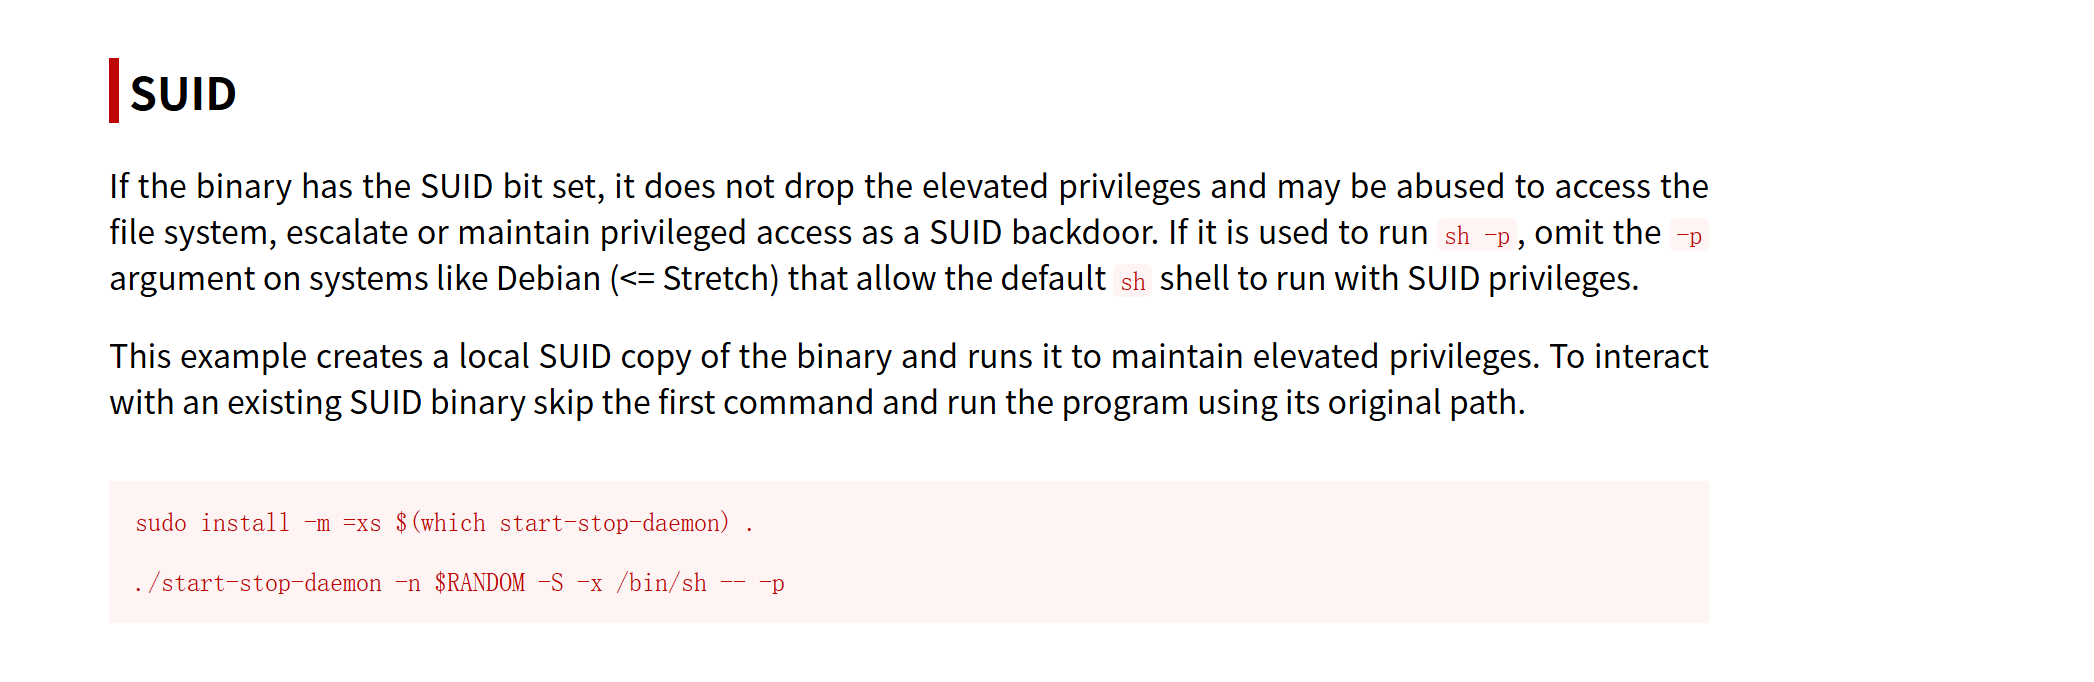 SUID
If the binary has the SUID bit set, it does not drop the elevated privileges and may be abused to access the
file system, escalate or maintain privileged access as a SUID backdoor. If it is used to run sh -p, omit the -p
argument on systems like Debian (<= Stretch) that allow the default sh shell to run with SUID privileges.
This example creates a local SUID copy of the binary and runs it to maintain elevated privileges. To interact
with an existing SUID binary skip the first command and run the program using its original path.
sudo install -m =xs $(which start-stop-daemon) .
./start-stop-daemon -n $RANDOM -S -x /bin/sh -- -p